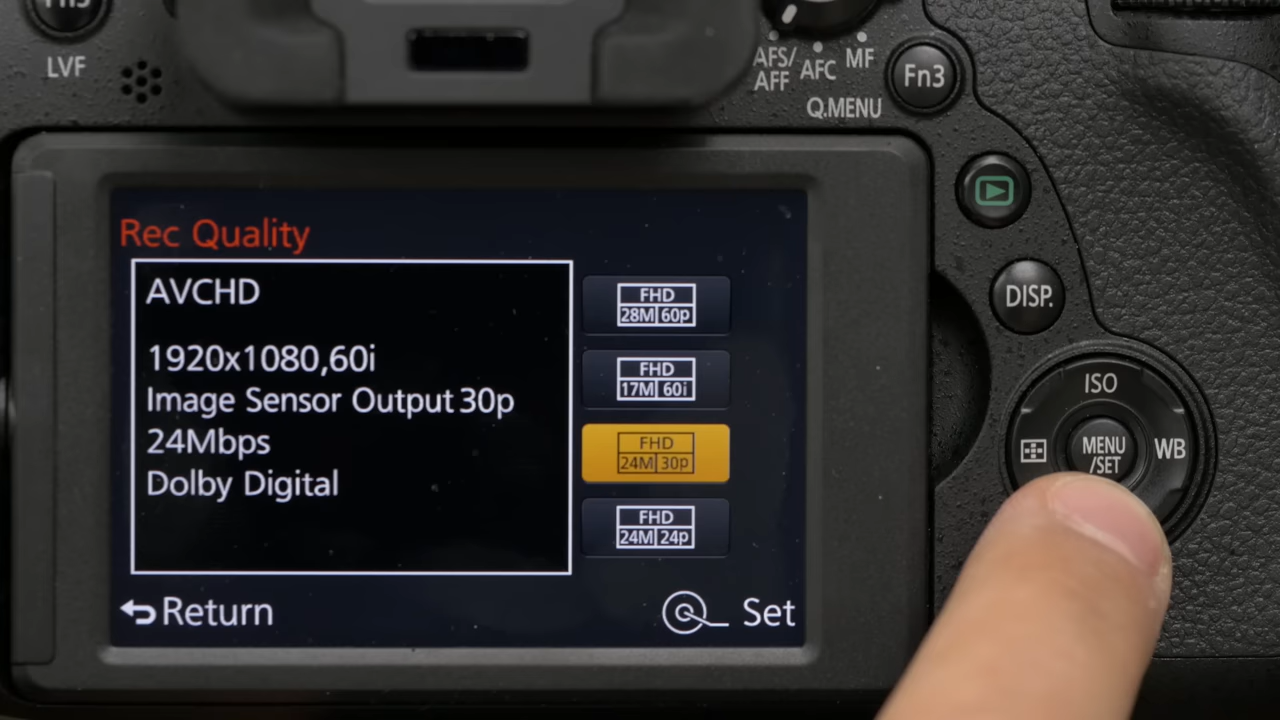 Fn3
LVF
AFS/
AFF
AFC
MF
Q.MENU
Fn3
DISP.
ISO
MENU
/SET
WB
Rec Quality
AVCHD
1920x1080,60i
Image Sensor Output 30p
24Mbps
Dolby Digital
FHD
28M 60p
FHD
17M 60i
FHD
24M 30p
FHD
24M 24p
Return
Set